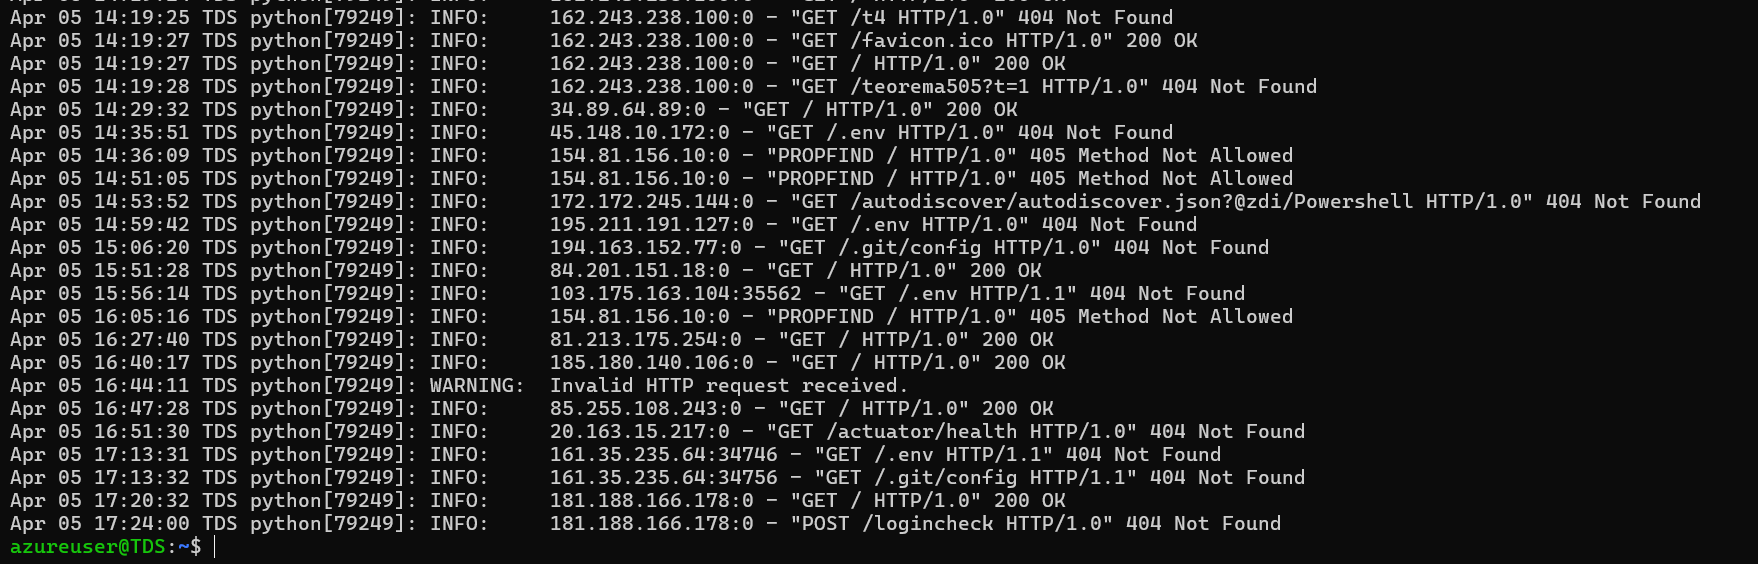 Apr 05 14:19:25 TDS python[79249]: INFO:     162.243.238.100:0 - "GET /t4 HTTP/1.0" 404 Not Found
Apr 05 14:19:27 TDS python[79249]: INFO:     162.243.238.100:0 - "GET /favicon.ico HTTP/1.0" 200 OK
Apr 05 14:19:27 TDS python[79249]: INFO:     162.243.238.100:0 - "GET / HTTP/1.0" 200 OK
Apr 05 14:19:28 TDS python[79249]: INFO:     162.243.238.100:0 - "GET /teorema505?t=1 HTTP/1.0" 404 Not Found
Apr 05 14:29:32 TDS python[79249]: INFO:     34.89.64.89:0 - "GET / HTTP/1.0" 200 OK
Apr 05 14:35:51 TDS python[79249]: INFO:     45.148.10.172:0 - "GET /.env HTTP/1.0" 404 Not Found
Apr 05 14:36:09 TDS python[79249]: INFO:     154.81.156.10:0 - "PROPFIND / HTTP/1.0" 405 Method Not Allowed
Apr 05 14:51:05 TDS python[79249]: INFO:     154.81.156.10:0 - "PROPFIND / HTTP/1.0" 405 Method Not Allowed
Apr 05 14:53:52 TDS python[79249]: INFO:     172.172.245.144:0 - "GET /autodiscover/autodiscover.json?@zdi/Powershell HTTP/1.0" 404 Not Found
Apr 05 14:59:42 TDS python[79249]: INFO:     195.211.191.127:0 - "GET /.env HTTP/1.0" 404 Not Found
Apr 05 15:06:20 TDS python[79249]: INFO:     194.163.152.77:0 - "GET /.git/config HTTP/1.0" 404 Not Found
Apr 05 15:51:28 TDS python[79249]: INFO:     84.201.151.18:0 - "GET / HTTP/1.0" 200 OK
Apr 05 15:56:14 TDS python[79249]: INFO:     103.175.163.104:35562 - "GET /.env HTTP/1.1" 404 Not Found
Apr 05 16:05:16 TDS python[79249]: INFO:     154.81.156.10:0 - "PROPFIND / HTTP/1.0" 405 Method Not Allowed
Apr 05 16:27:40 TDS python[79249]: INFO:     81.213.175.254:0 - "GET / HTTP/1.0" 200 OK
Apr 05 16:40:17 TDS python[79249]: INFO:     185.180.140.106:0 - "GET / HTTP/1.0" 200 OK
Apr 05 16:44:11 TDS python[79249]: WARNING:  Invalid HTTP request received.
Apr 05 16:47:28 TDS python[79249]: INFO:     85.255.108.243:0 - "GET / HTTP/1.0" 200 OK
Apr 05 16:51:30 TDS python[79249]: INFO:     20.163.15.217:0 - "GET /actuator/health HTTP/1.0" 404 Not Found
Apr 05 17:13:31 TDS python[79249]: INFO:     161.35.235.64:34746 - "GET /.env HTTP/1.1" 404 Not Found
Apr 05 17:13:32 TDS python[79249]: INFO:     161.35.235.64:34756 - "GET /.git/config HTTP/1.1" 404 Not Found
Apr 05 17:20:32 TDS python[79249]: INFO:     181.188.166.178:0 - "GET / HTTP/1.0" 200 OK
Apr 05 17:24:00 TDS python[79249]: INFO:     181.188.166.178:0 - "POST /logincheck HTTP/1.0" 404 Not Found
azureuser@TDS:~$